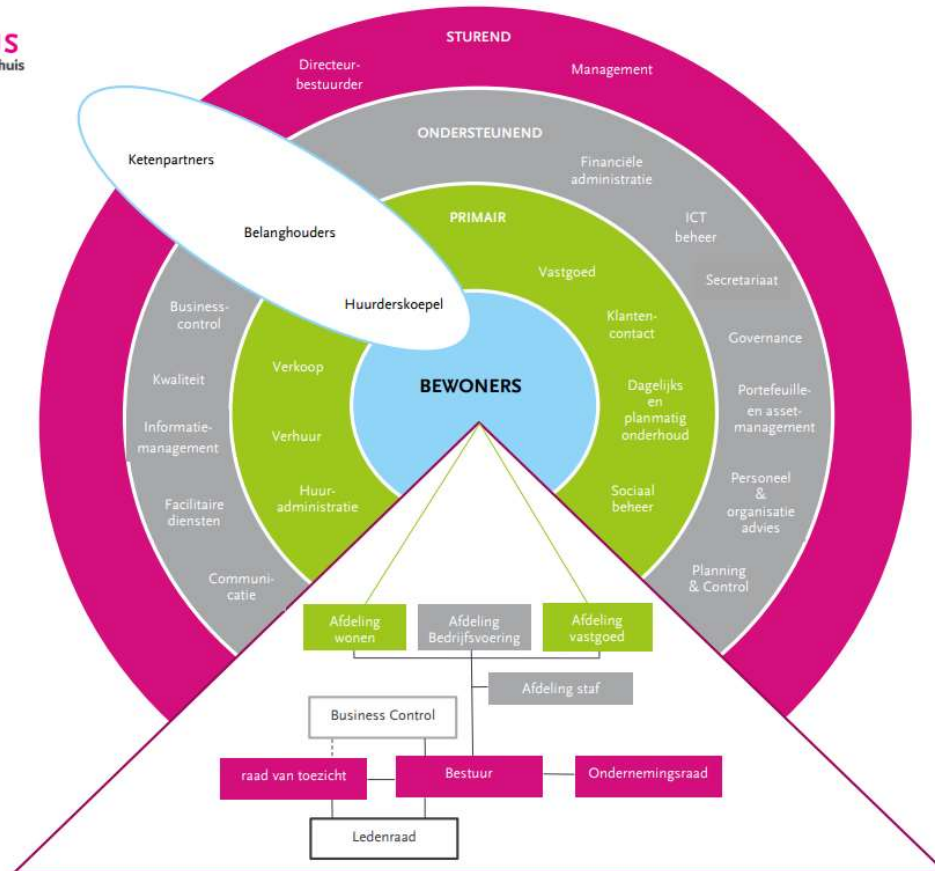 STUREND
Directeur-
bestuurder
Management
ONDERSTEUNEND
Financiële
administratie
ICT
beheer
Secretariaat
Governance
Portefeuille-
en asset-
management
Personeel
&
organisatie
advies
Planning
& Control
Business-
control
Kwaliteit
Informatie-
management
Facilitaire
diensten
Communi-
catie
PRIMAIR
Vastgoed
Klanten-
contact
Dagelijks
en
planmatig
onderhoud
Sociaal
beheer
Verkoop
Verhuur
Huur-
administratie
Ketenpartners
Belanghouders
Huurderskoepel
BEWONERS
Afdeling
wonen
Afdeling
Bedrijfsvoering
Afdeling
vastgoed
Afdeling staf
Business Control
raad van toezicht
Bestuur
Ondernemingsraad
Ledenraad